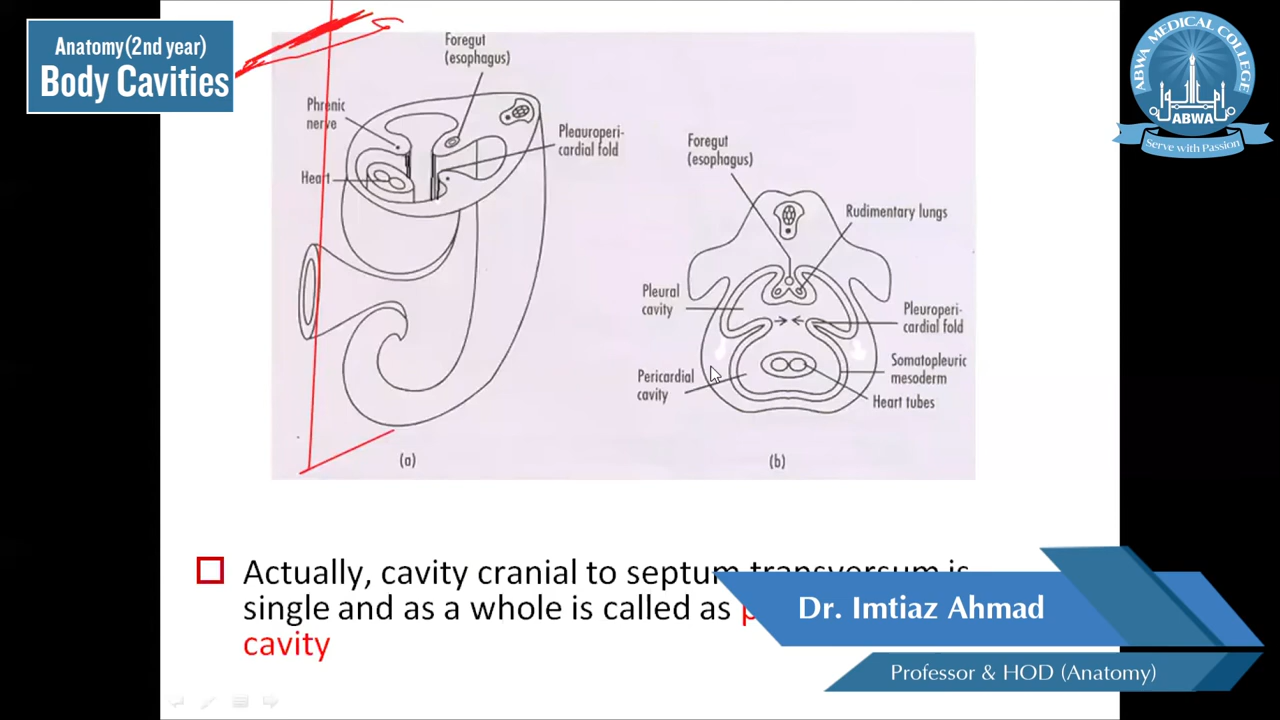 Anatomy(2nd year)
Body Cavities
ABWA MEDICAL COLLEGE
ABWA
Serve with Passion
Foregut
(esophagus)
Phrenic
nerve
Pleauroperi-
cardial fold
Heart
(a)
Foregut
(esophagus)
Rudimentary lungs
Pleural
cavity
Pleuroperi-
cardial fold
Somatopleuric
mesoderm
Pericardial
cavity
Heart tubes
(b)
Actually, cavity cranial to septum transversum is
single and as a whole is called as
cavity
Dr. Imtiaz Ahmad
Professor & HOD (Anatomy)